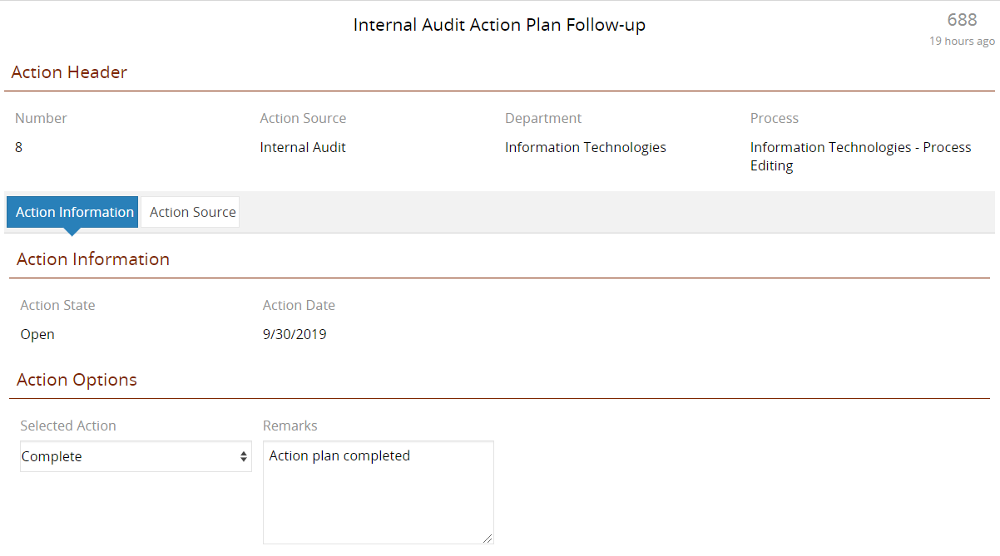 Internal Audit Action Plan Follow-up
688
19 hours ago
Action Header
Number
Action Source
Department
Process
8
Internal Audit
Information Technologies
Information Technologies - Process
Editing
Action Information
Action Source
Action Information
Action State
Action Date
Open
9/30/2019
Action Options
Selected Action
Remarks
Complete
Action plan completed